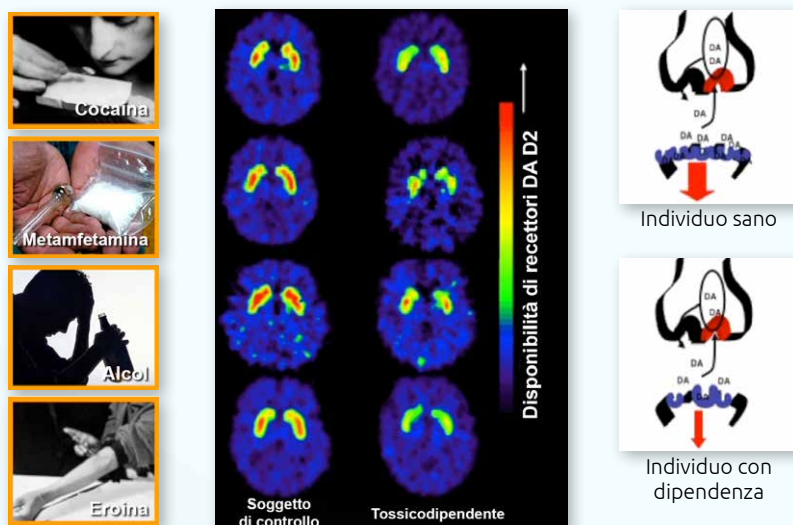 Cocaina
Metamfetamina
Alcol
Eroina
Disponibilità di recettori DA D2
Soggetto
di controllo
Tossicodipendente
DA
DA
DA
DA
DA
DA
DA
Individuo sano
DA
DA
DA
DA
DA
DA
Individuo con
dipendenza